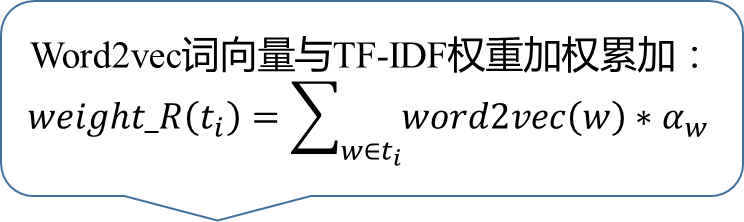 Word2vec词向量与TF-IDF权重加权累加：
weight_R(t_i) = ∑_{w∈t_i} word2vec(w) * α_w